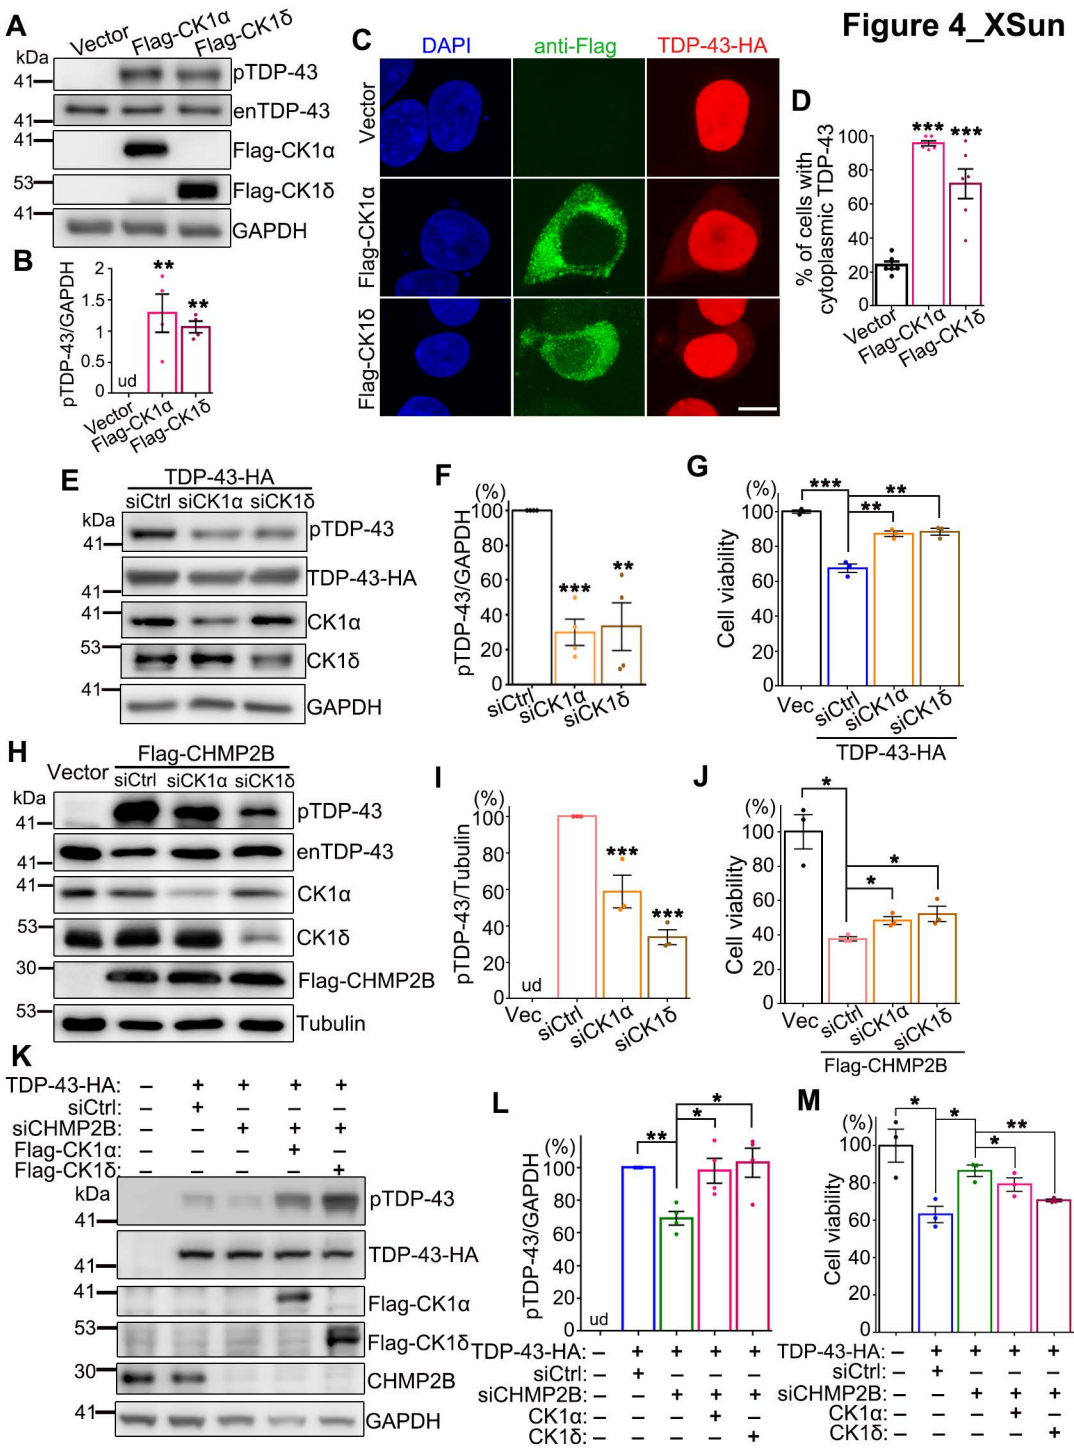 Figure 4_XSun
A
Vector
Flag-CK1α
Flag-CK1δ
kDa
41
pTDP-43
41
enTDP-43
41
Flag-CK1α
53
Flag-CK1δ
41
GAPDH
B
pTDP-43/GAPDH
2
1.5
1
0.5
0
ud
**
**
Vector
Flag-CK1α
Flag-CK1δ
C
DAPI
anti-Flag
TDP-43-HA
Vector
Flag-CK1α
Flag-CK1δ
D
% of cells with
cytoplasmic TDP-43
100
80
60
40
20
0
***
***
Vector
Flag-CK1α
Flag-CK1δ
E
TDP-43-HA
siCtrl siCK1α siCK1δ
kDa
41
pTDP-43
41
TDP-43-HA
41
CK1α
53
CK1δ
41
GAPDH
F
(%)
pTDP-43/GAPDH
100
80
60
40
20
0
***
**
siCtrl
siCK1α
siCK1δ
G
(%)
Cell viability
100
80
60
40
20
0
***
**
**
Vec
siCtrl
siCK1α
siCK1δ
TDP-43-HA
H
Flag-CHMP2B
Vector
siCtrl siCK1α siCK1δ
kDa
41
pTDP-43
41
enTDP-43
41
CK1α
53
CK1δ
30
Flag-CHMP2B
53
Tubulin
I
(%)
pTDP-43/Tubulin
100
80
60
40
20
0
ud
***
***
Vec
siCtrl
siCK1α
siCK1δ
J
(%)
Cell viability
100
80
60
40
20
0
*
*
*
Vec
siCtrl
siCK1α
siCK1δ
Flag-CHMP2B
K
TDP-43-HA: – + + + +
siCtrl: – + – – –
siCHMP2B: – – + + +
Flag-CK1α: – – – + –
Flag-CK1δ: – – – – +
kDa
41
pTDP-43
41
TDP-43-HA
41
Flag-CK1α
53
Flag-CK1δ
30
CHMP2B
41
GAPDH
L
(%)
pTDP-43/GAPDH
100
80
60
40
20
0
ud
**
*
*
TDP-43-HA: – + + + +
siCtrl: – + – – –
siCHMP2B: – – + + +
CK1α: – – – + –
CK1δ: – – – – +
M
(%)
Cell viability
100
80
60
40
20
0
*
*
*
**
TDP-43-HA: – + + + +
siCtrl: – + – – –
siCHMP2B: – – + + +
CK1α: – – – + –
CK1δ: – – – – +